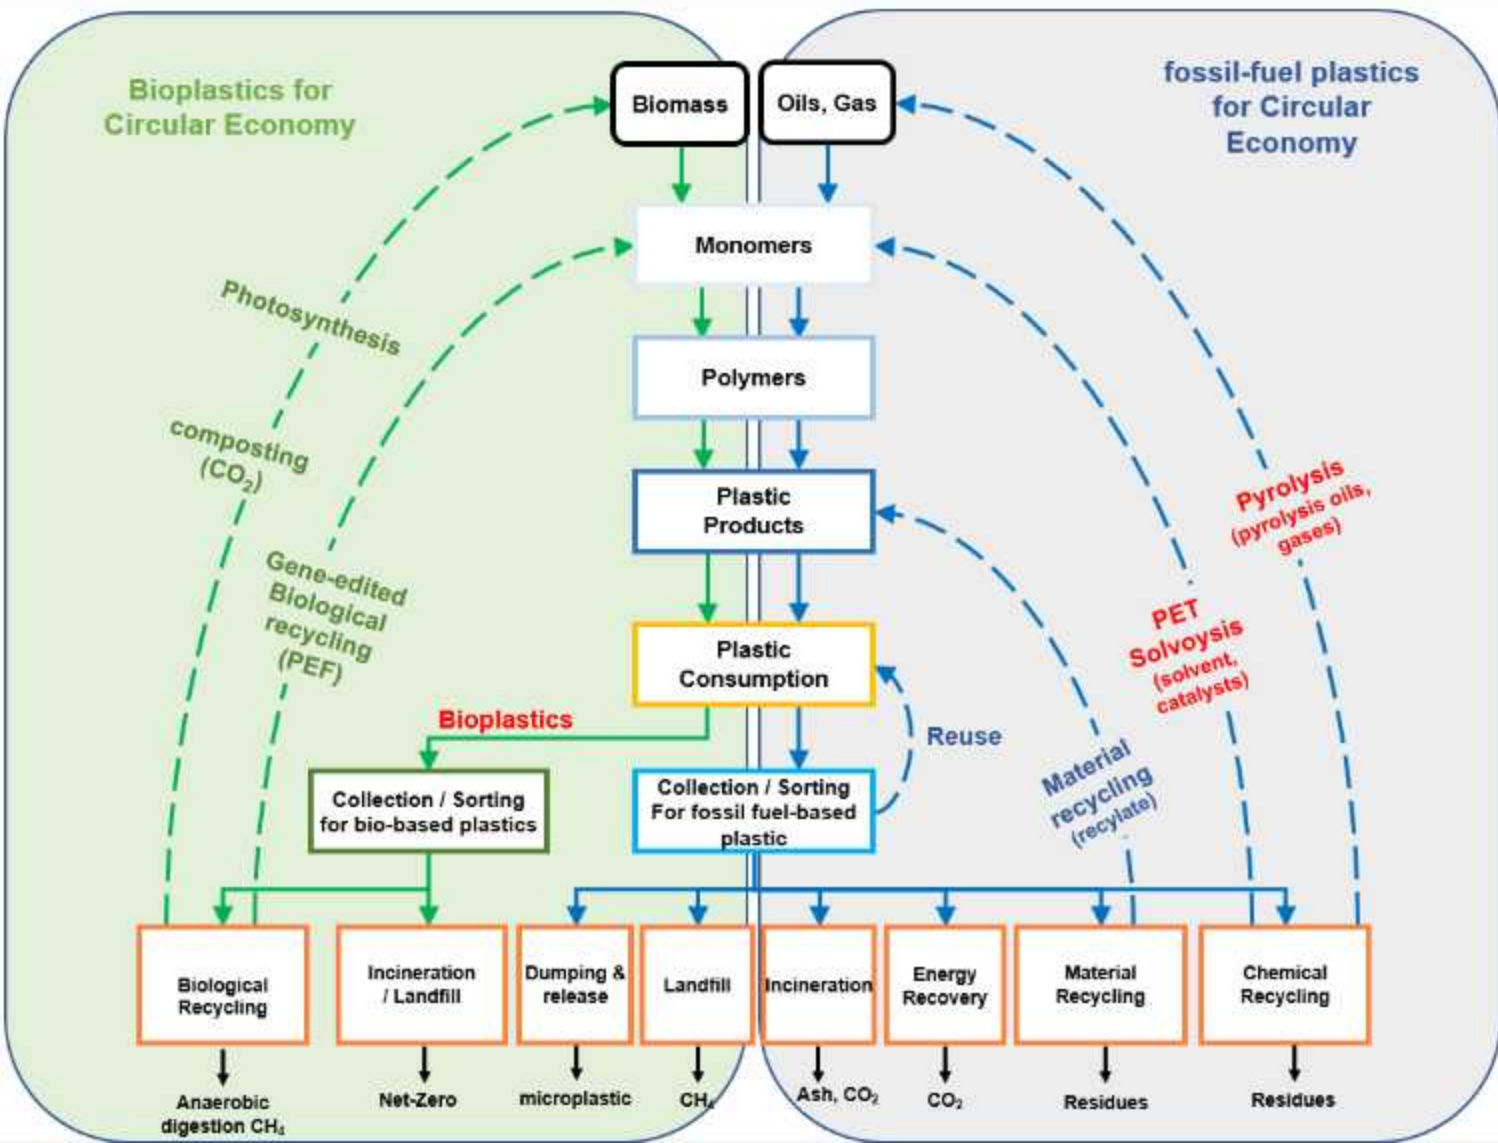 Bioplastics for
Circular Economy
fossil-fuel plastics
for Circular
Economy
Biomass
Oils, Gas
Monomers
Polymers
Plastic
Products
Plastic
Consumption
Photosynthesis
composting
(CO₂)
Gene-edited
Biological
recycling
(PEF)
Pyrolysis
(pyrolysis oils,
gases)
PET
Solvoysis
(solvent,
catalysts)
Material
recycling
(recylate)
Reuse
Bioplastics
Collection / Sorting
for bio-based plastics
Collection / Sorting
For fossil fuel-based
plastic
Biological
Recycling
Incineration
/ Landfill
Dumping &
release
Landfill
Incineration
Energy
Recovery
Material
Recycling
Chemical
Recycling
Anaerobic
digestion CH₄
Net-Zero
microplastic
CH₄
Ash, CO₂
CO₂
Residues
Residues